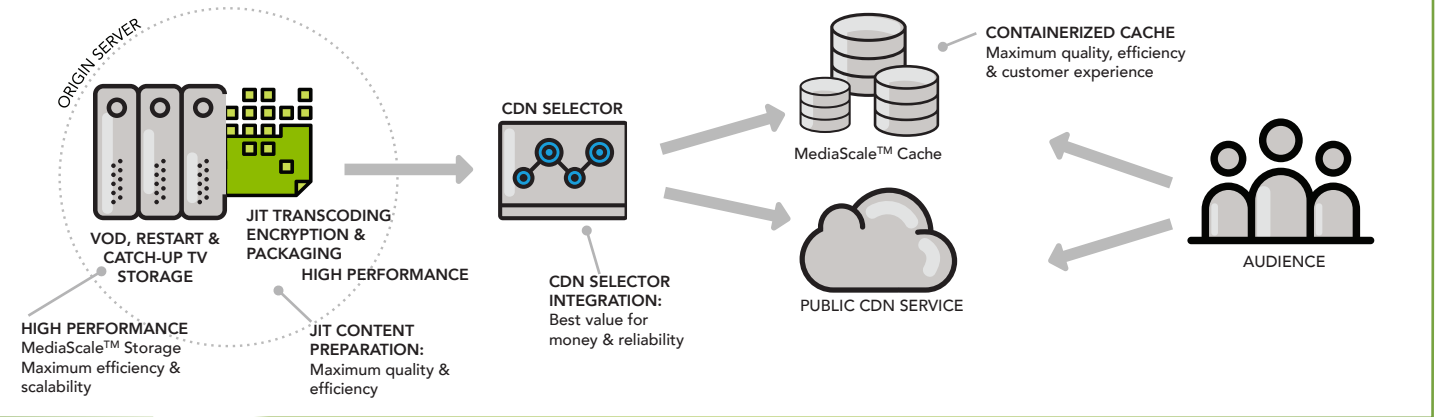 ORIGIN SERVER
VOD, RESTART &
CATCH-UP TV
STORAGE
JIT TRANSCODING
ENCRYPTION &
PACKAGING
HIGH PERFORMANCE
HIGH PERFORMANCE
MediaScale™ Storage
Maximum efficiency &
scalability
JIT CONTENT
PREPARATION:
Maximum quality &
efficiency
CDN SELECTOR
CDN SELECTOR
INTEGRATION:
Best value for
money & reliability
MediaScale™ Cache
CONTAINERIZED CACHE
Maximum quality, efficiency
& customer experience
PUBLIC CDN SERVICE
AUDIENCE